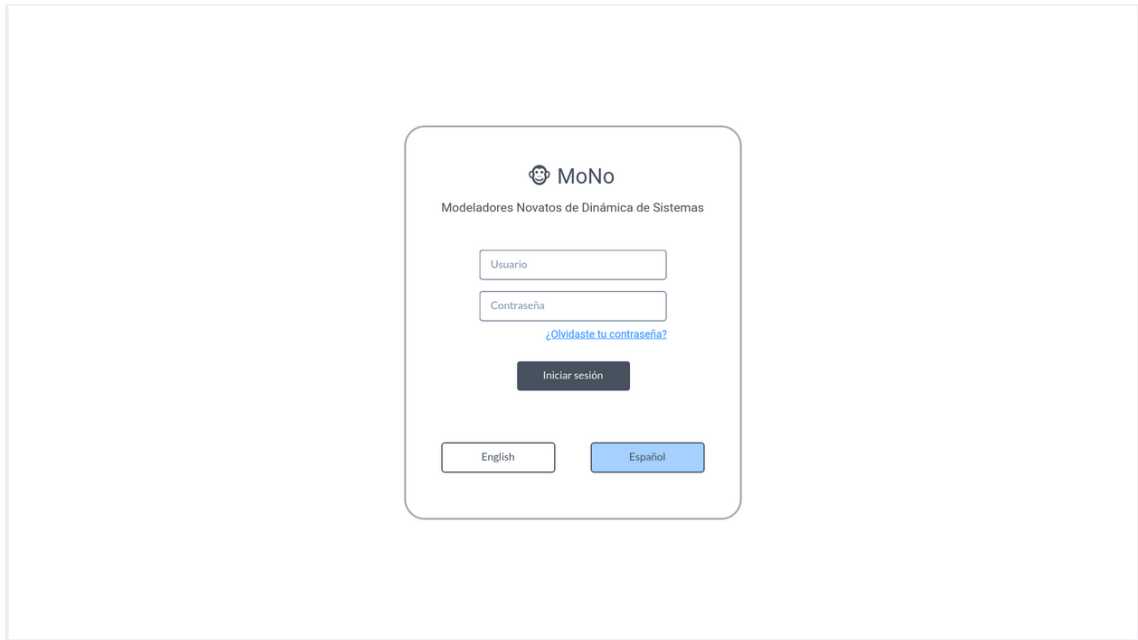 MoNo
Modeladores Novatos de Dinámica de Sistemas
Usuario
Contraseña
¿Olvidaste tu contraseña?
Iniciar sesión
English Español